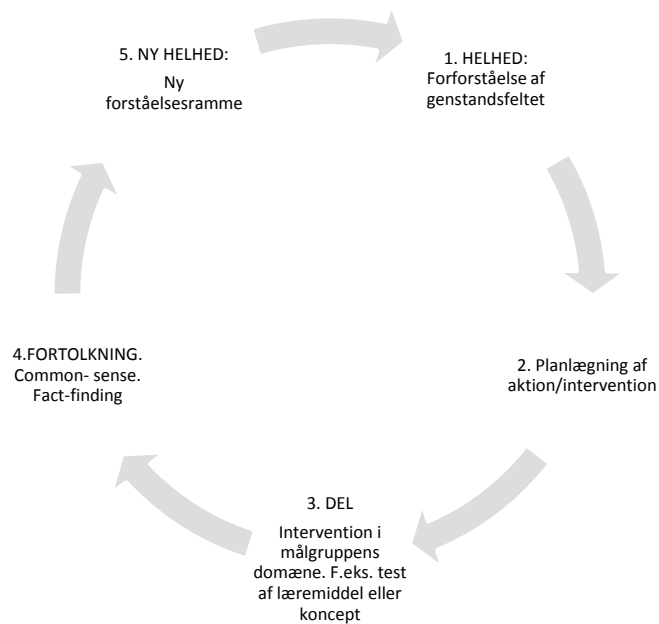 1. HELHED:
Forforståelse af
genstandsfeltet
2. Planlægning af
aktion/intervention
3. DEL
Intervention i
målgruppens
domæne. F.eks. test
af læremiddel eller
koncept
4.FORTOLKNING.
Common- sense.
Fact-finding
5. NY HELHED:
Ny
forståelsesramme